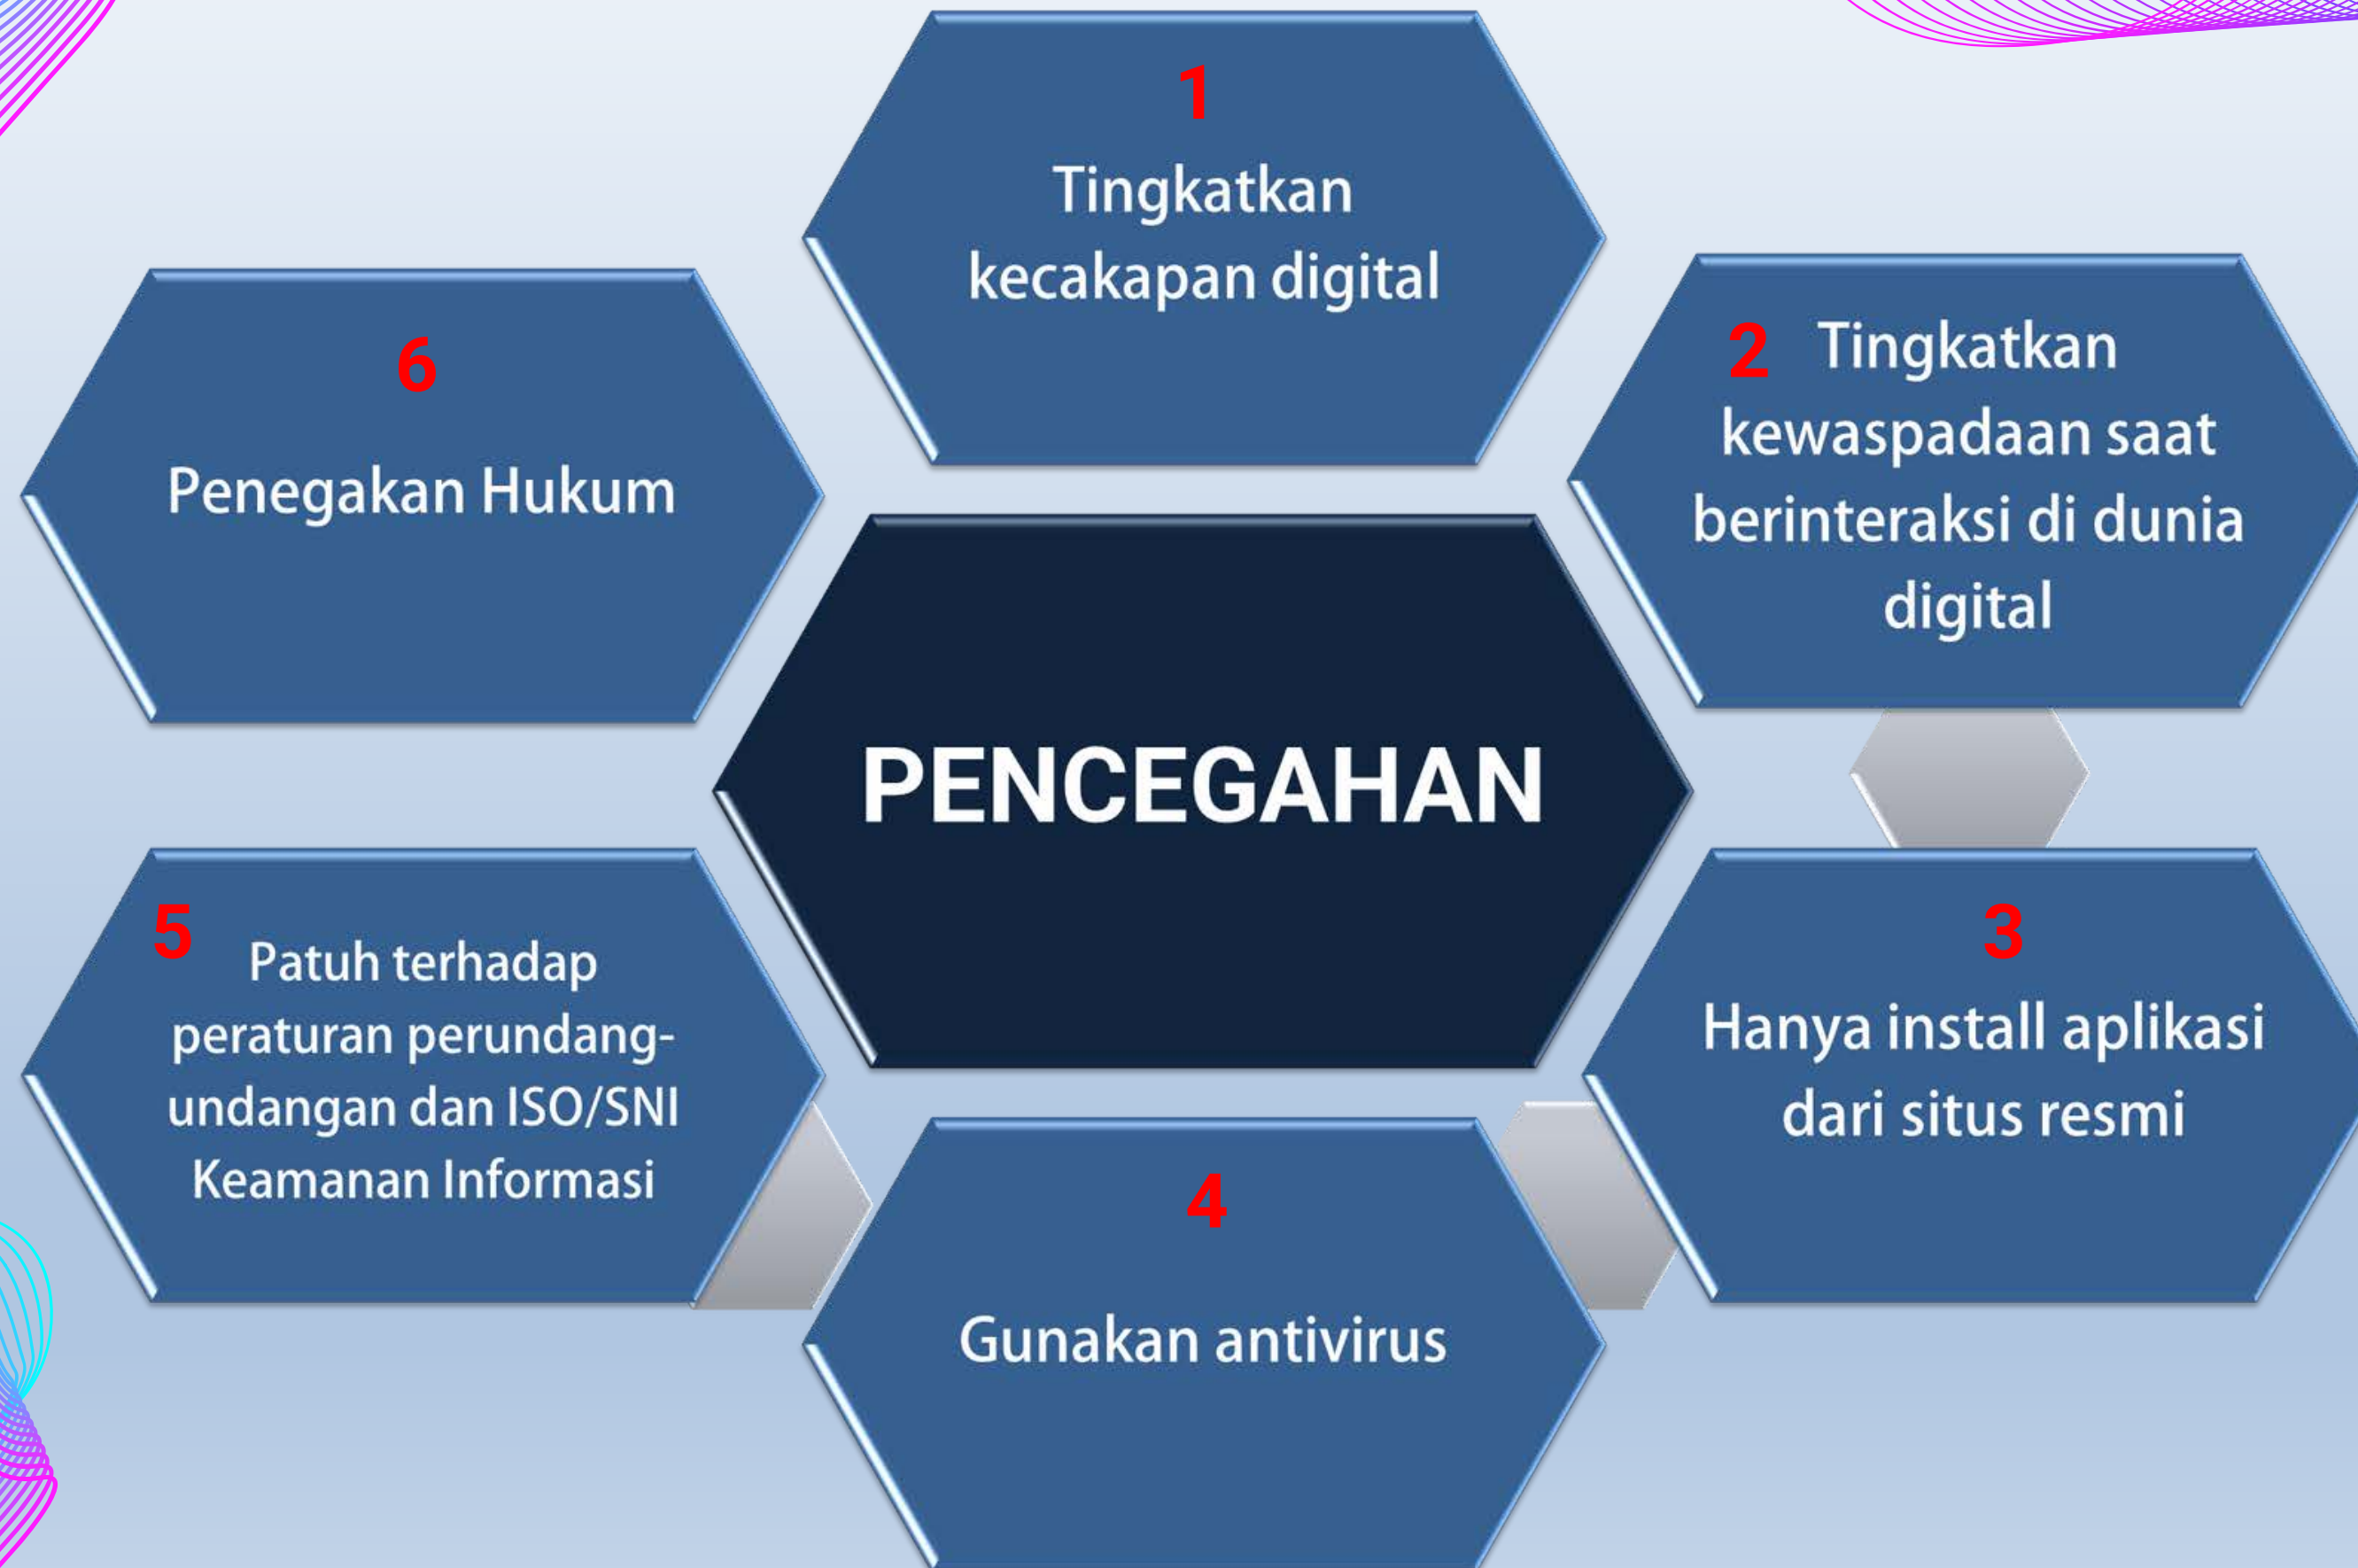 1
Tingkatkan
kecakapan digital
2 Tingkatkan
kewaspadaan saat
berinteraksi di dunia
digital
6
Penegakan Hukum
PENCEGAHAN
3
Hanya install aplikasi
dari situs resmi
5
Patuh terhadap
peraturan perundang-
undangan dan ISO/SNI
Keamanan Informasi
4
Gunakan antivirus